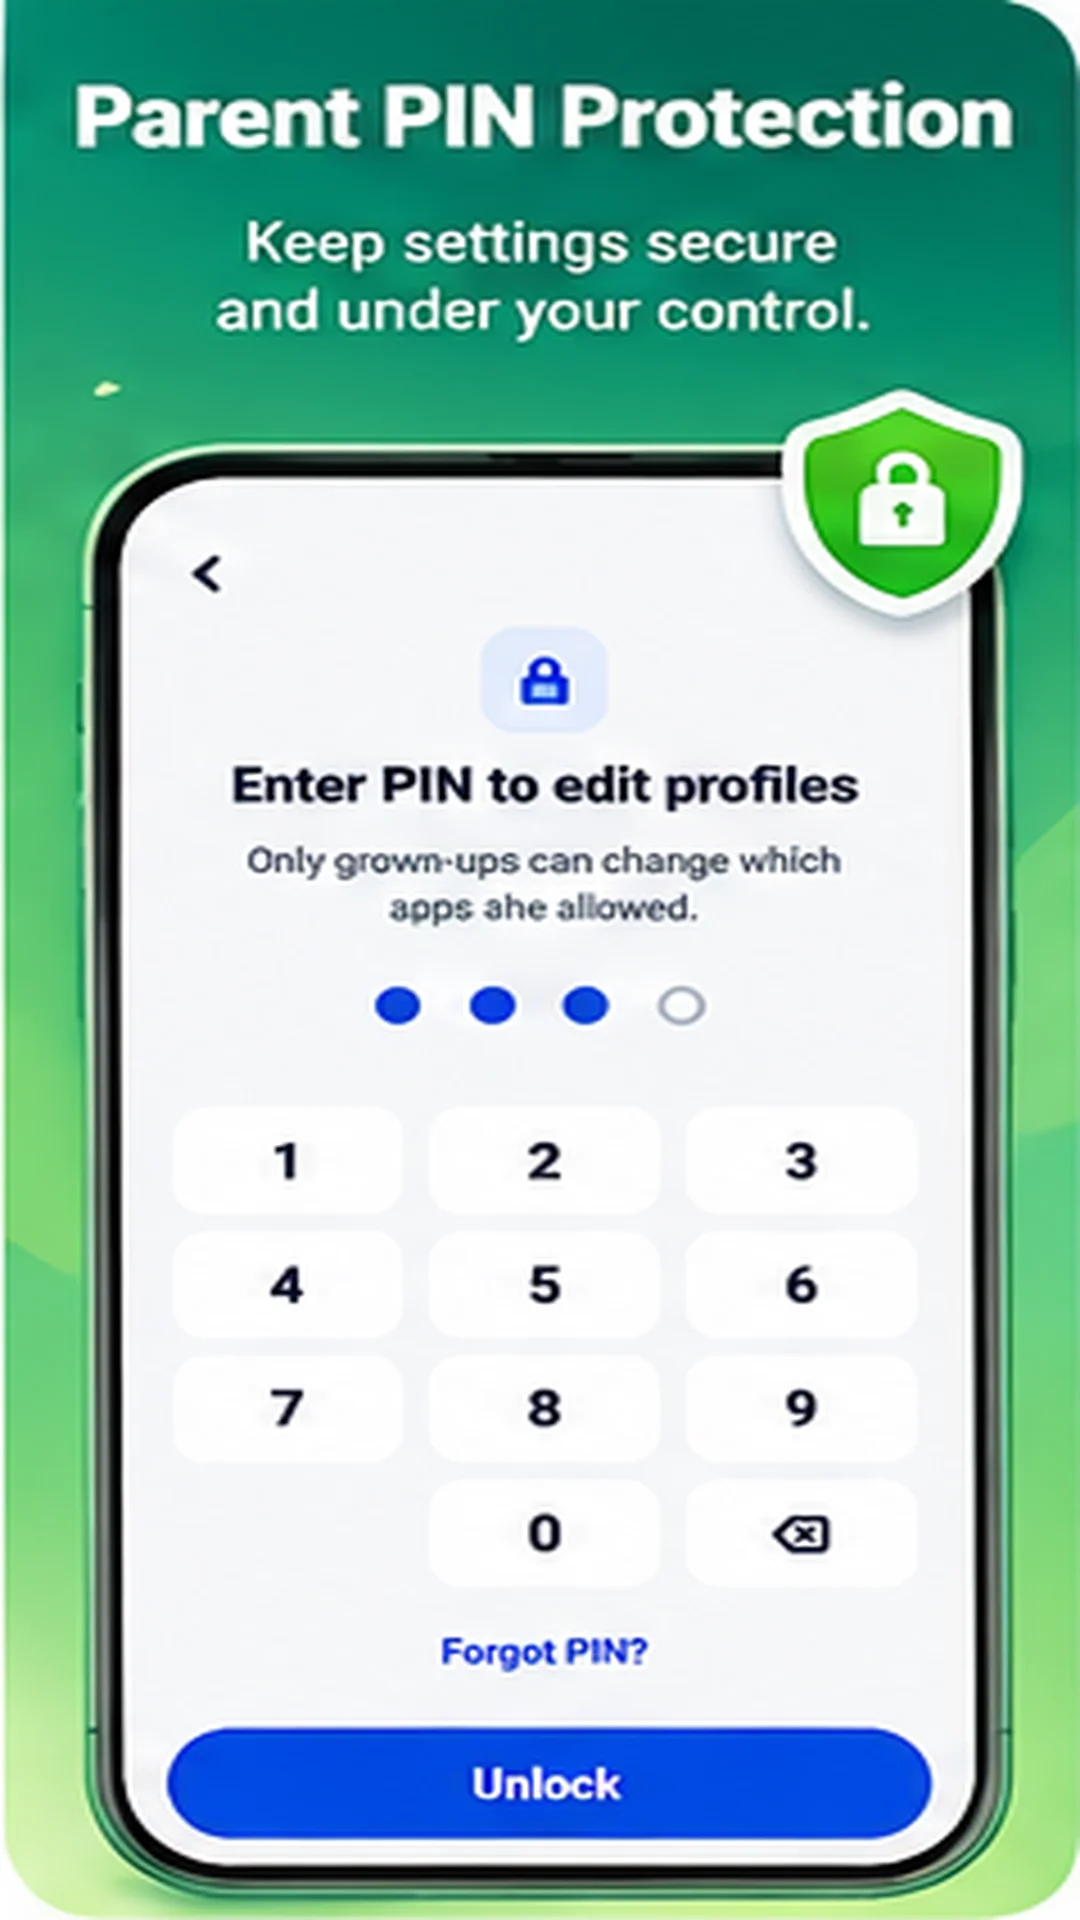 Parent PIN Protection
Keep settings secure
and under your control.
Enter PIN to edit profiles
Only grown-ups can change which
apps ahe allowed.
1 2 3
4 5 6
7 8 9
0
Forgot PIN?
Unlock